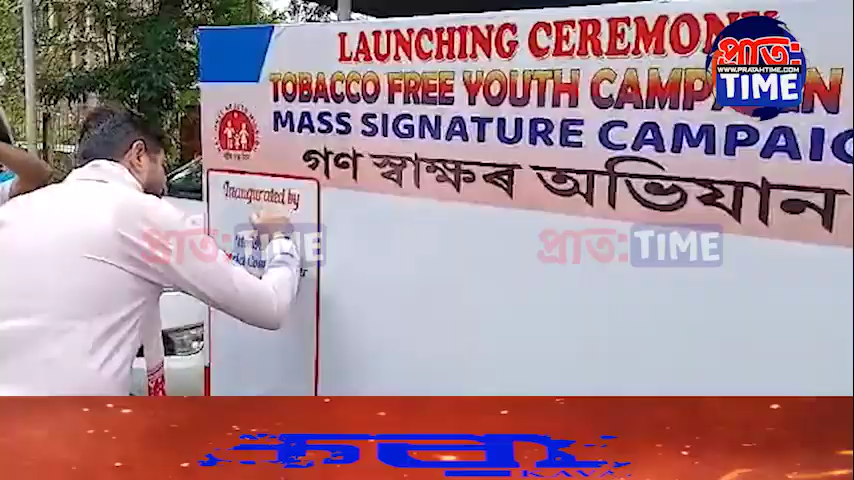 LAUNCHING CEREMONY
TOBACCO FREE YOUTH CAMPAIGN
MASS SIGNATURE CAMPAIG
গণ স্বাক্ষৰ অভিযান
Inaugurated by
প্ৰাত:
WWW.PRATAHTIME.COM
TIME
প্ৰাত:TIME
প্ৰাত:TIME